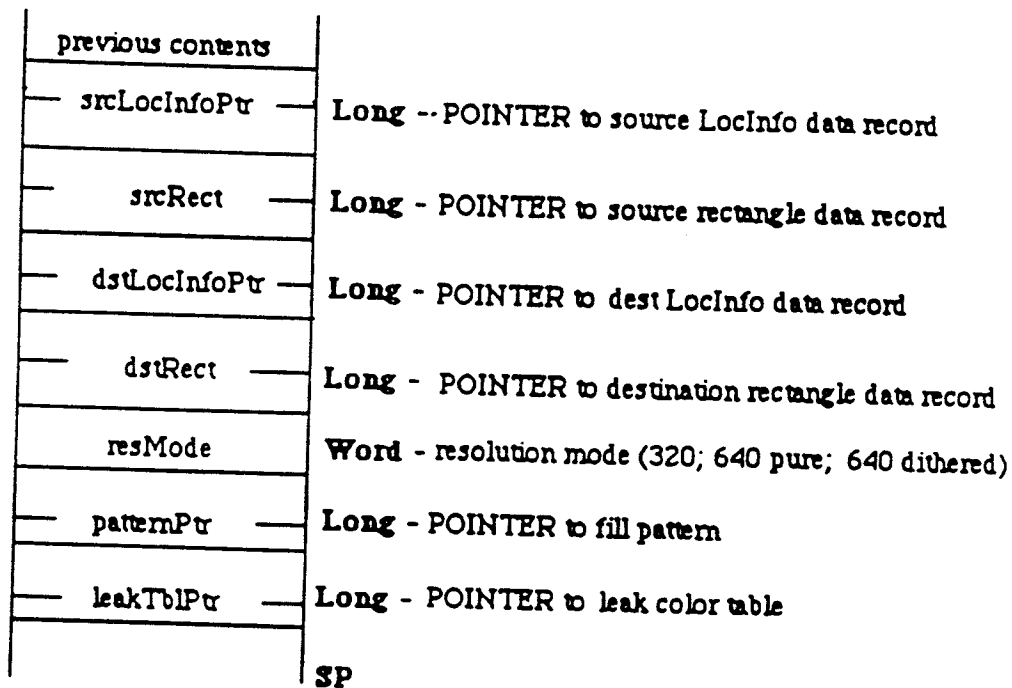 previous contents
srcLocInfoPtr Long -- POINTER to source LocInfo data record
srcRect Long - POINTER to source rectangle data record
dstLocInfoPtr Long - POINTER to dest LocInfo data record
dstRect Long - POINTER to destination rectangle data record
resMode Word - resolution mode (320; 640 pure; 640 dithered)
patternPtr Long - POINTER to fill pattern
leakTblPtr Long - POINTER to leak color table
SP